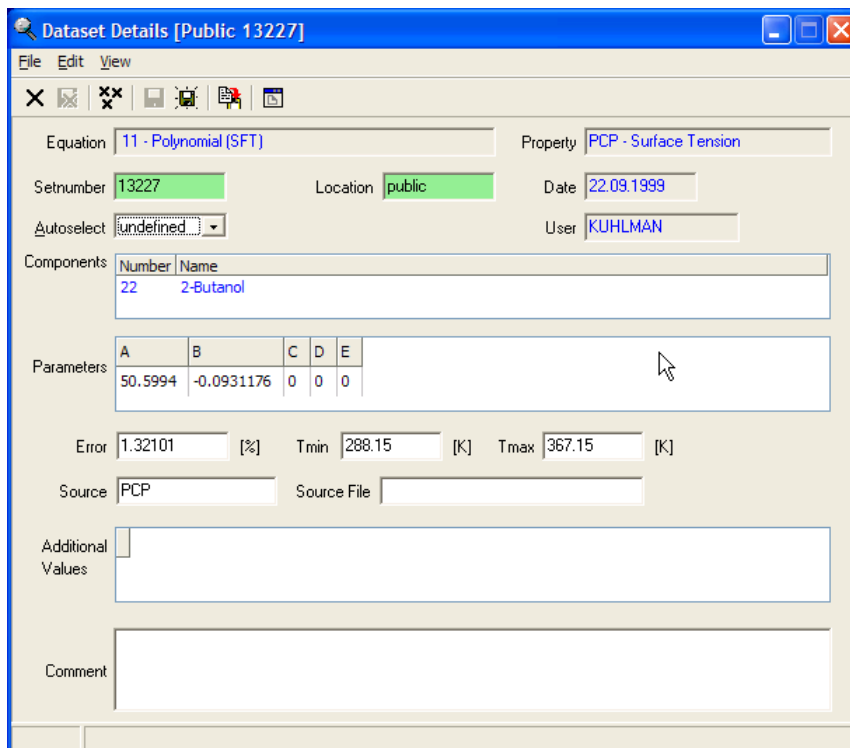 Dataset Details [Public 13227]
File Edit View
Equation 11 - Polynomial (SFT) Property PCP - Surface Tension
Setnumber 13227 Location public Date 22.09.1999
Autoselect undefined User KUHLMAN
Components Number Name
22 2-Butanol
Parameters A B C D E
50.5994 -0.0931176 0 0 0
Error 1.32101 [%] Tmin 288.15 [K] Tmax 367.15 [K]
Source PCP Source File
Additional
Values
Comment